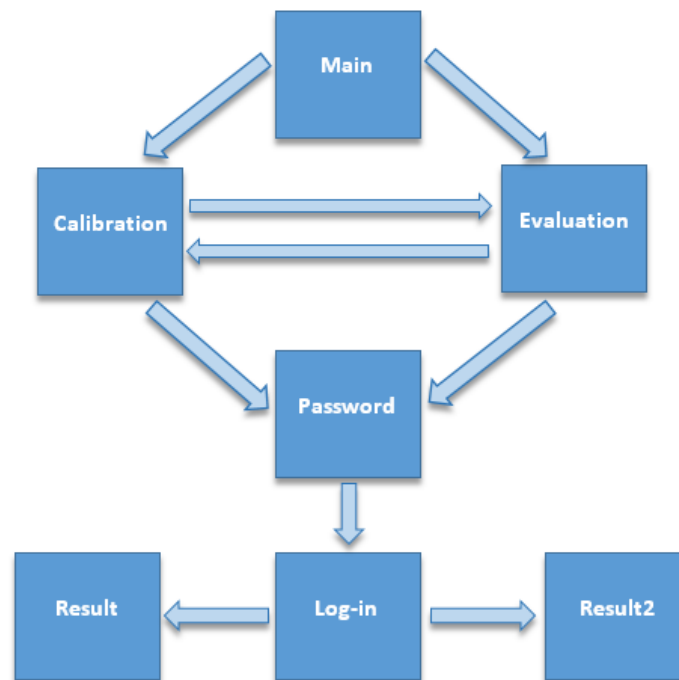 Main
Calibration
Evaluation
Password
Result
Log-in
Result2